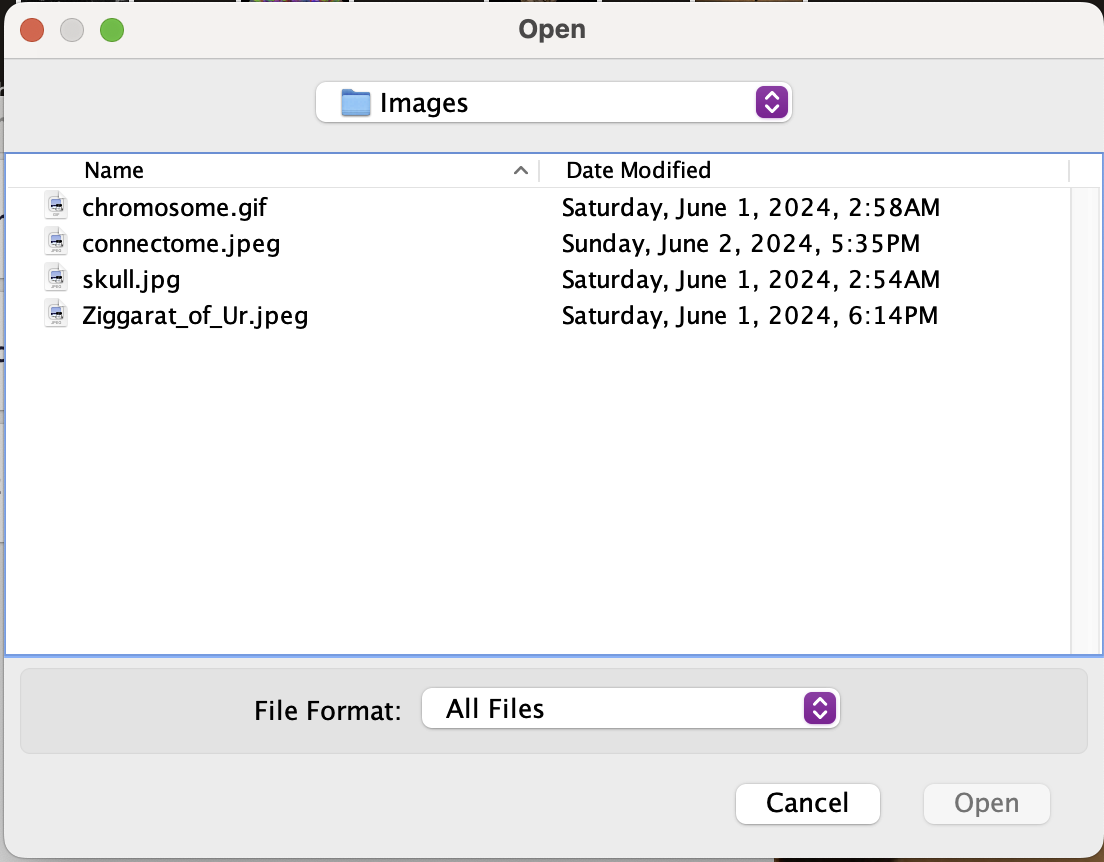 Open
Images
Name Date Modified
chromosome.gif Saturday, June 1, 2024, 2:58AM
connectome.jpeg Sunday, June 2, 2024, 5:35PM
skull.jpg Saturday, June 1, 2024, 2:54AM
Ziggarat_of_Ur.jpeg Saturday, June 1, 2024, 6:14PM
File Format: All Files
Cancel Open